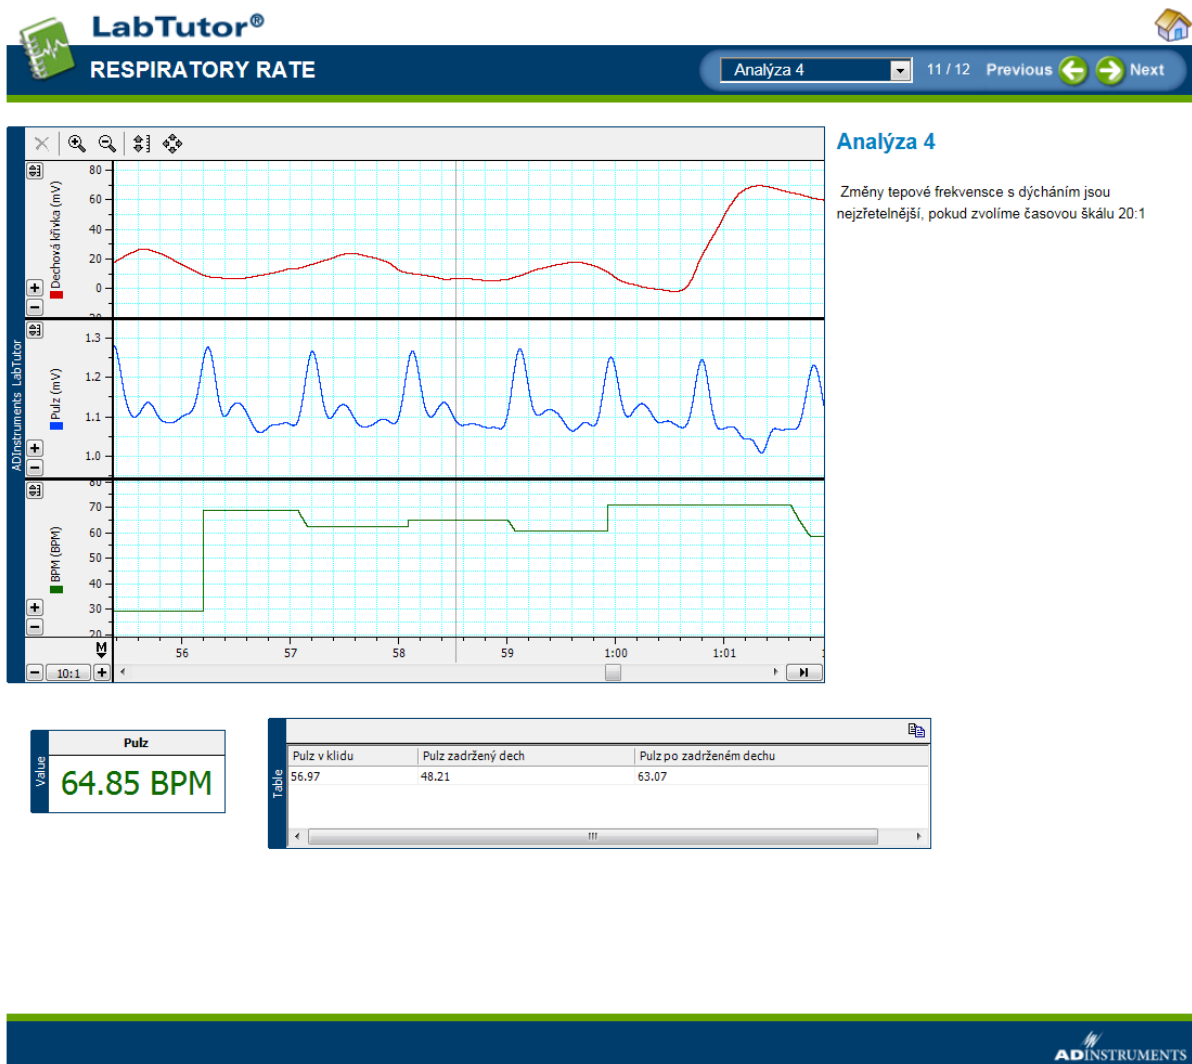 LabTutor®
RESPIRATORY RATE
Analýza 4
11 / 12
Previous
Next
Analýza 4
Změny tepové frekvensce s dýcháním jsou
nejzřetelnější, pokud zvolíme časovou škálu 20:1
ADInstruments LabTutor
Dechová křivka (mV)
80
60
40
20
0
20
Pulz (mV)
1.3
1.2
1.1
1.0
BPM (BPM)
80
70
60
50
40
30
20
M
56
57
58
59
1:00
1:01
10:1
Value
Pulz
64.85 BPM
Table
Pulz v klidu
Pulz zadržený dech
Pulz po zadrženém dechu
56.97
48.21
63.07
ADINSTRUMENTS